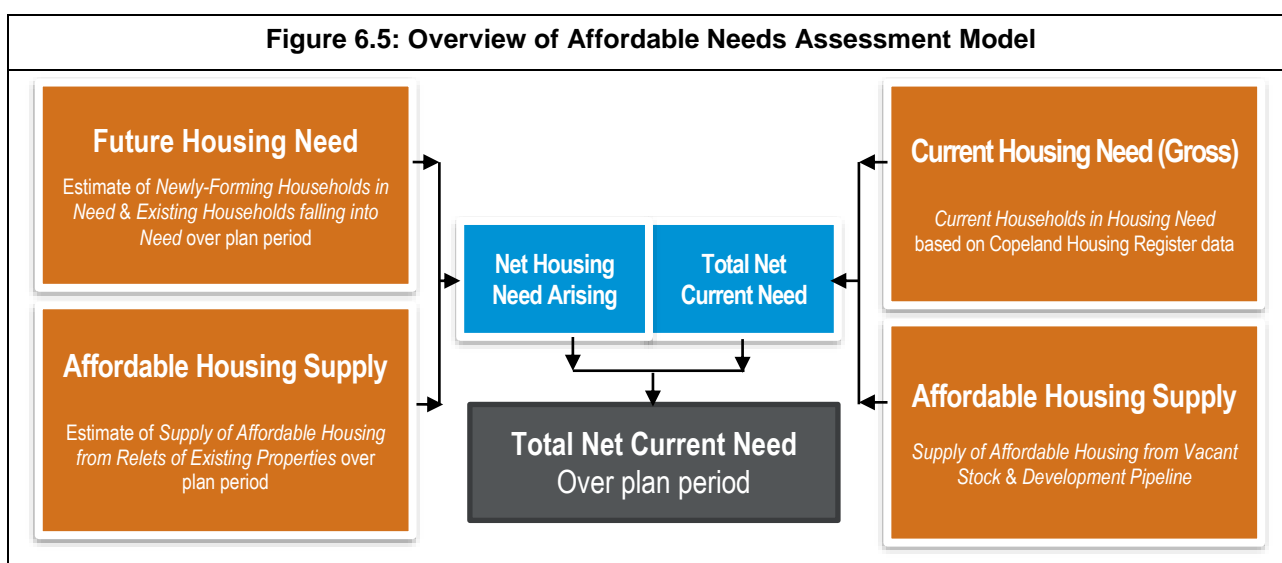 Figure 6.5: Overview of Affordable Needs Assessment Model
Future Housing Need
Estimate of Newly-Forming Households in
Need & Existing Households falling into
Need over plan period
Affordable Housing Supply
Estimate of Supply of Affordable Housing
from Relets of Existing Properties over
plan period
Net Housing
Need Arising
Total Net
Current Need
Total Net Current Need
Over plan period
Current Housing Need (Gross)
Current Households in Housing Need
based on Copeland Housing Register data
Affordable Housing Supply
Supply of Affordable Housing from Vacant
Stock & Development Pipeline